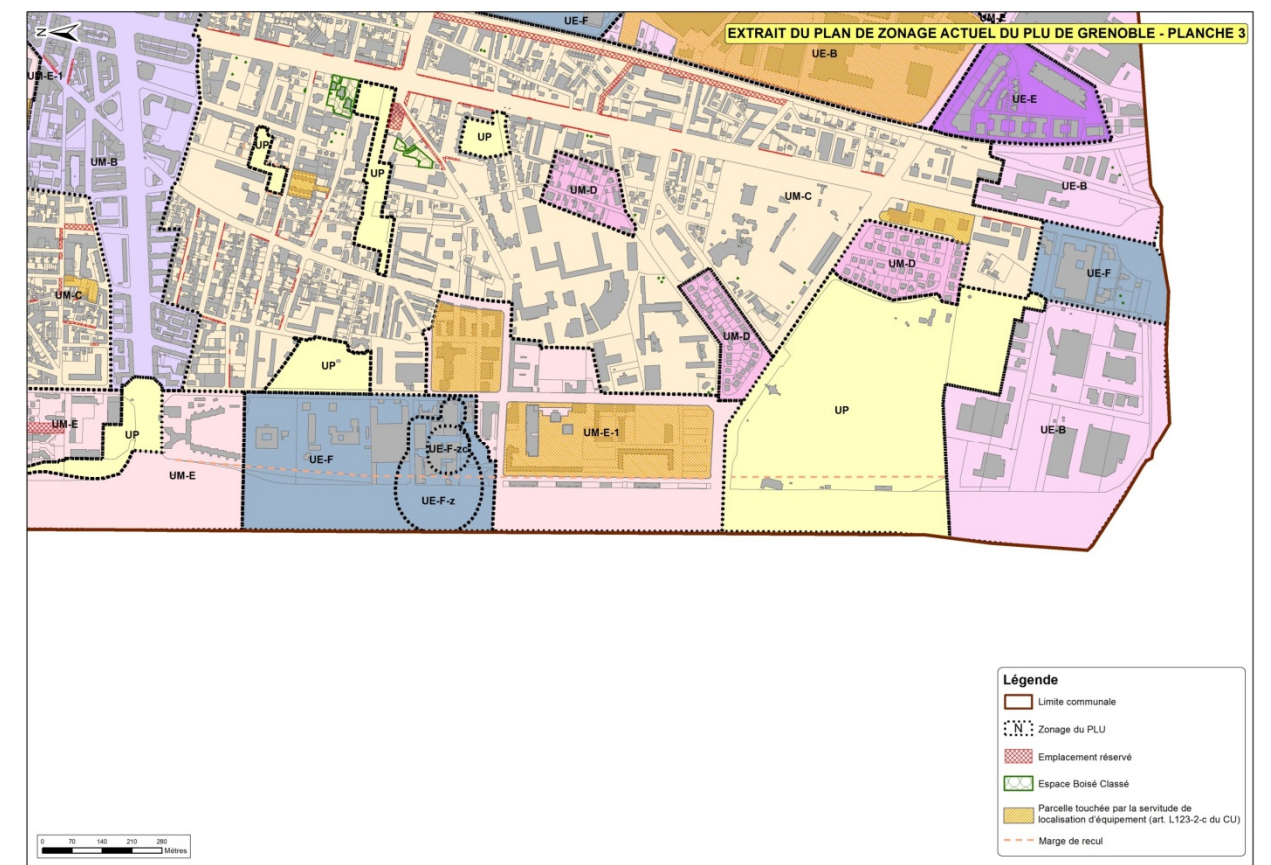 UE-F
UM-E
EXTRAIT DU PLAN DE ZONAGE ACTUEL DU PLU DE GRENOBLE - PLANCHE 3
Z
UE-B
UM-E-1
UE-E
UM-B
UP
UP
UP
UM-D
UM-C
UE-B
UM-D
UE-F
UM-C
UM-D
UP
UP
UM-E
UP
UE-F
UE-F-zc
UM-E-1
UE-B
UM-E
UE-F-z
Légende
Limite communale
N Zonage du PLU
Emplacement réservé
Espace Boisé Classé
Parcelle touchée par la servitude de
localisation d'équipement (art. L123-2-c du CU)
Marge de recul
0 70 140 210 280
Mètres